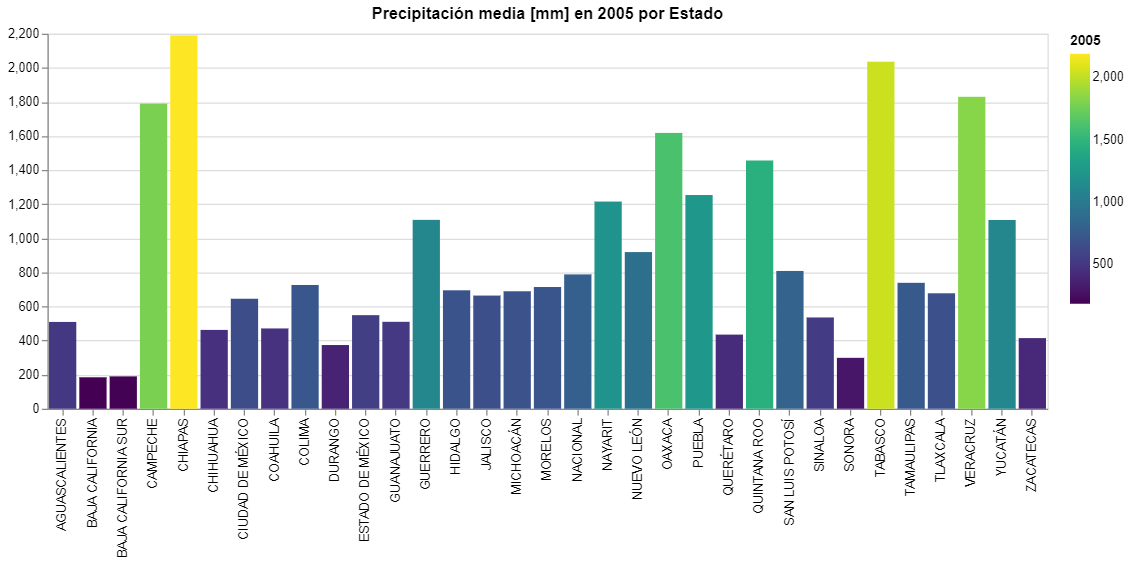 Precipitación media [mm] en 2005 por Estado
2005
2,200
2,000
1,800
1,600
1,400
1,200
1,000
800
600
400
200
0
2,000
1,500
1,000
500
AGUASCALIENTES
BAJA CALIFORNIA
BAJA CALIFORNIA SUR
CAMPECHE
CHIAPAS
CHIHUAHUA
CIUDAD DE MÉXICO
COAHUILA
COLIMA
DURANGO
ESTADO DE MÉXICO
GUANAJUATO
GUERRERO
HIDALGO
JALISCO
MICHOACÁN
MORELOS
NACIONAL
NAYARIT
NUEVO LEÓN
OAXACA
PUEBLA
QUERÉTARO
QUINTANA ROO
SAN LUIS POTOSÍ
SINALOA
SONORA
TABASCO
TAMAULIPAS
TLAXCALA
VERACRUZ
YUCATÁN
ZACATECAS